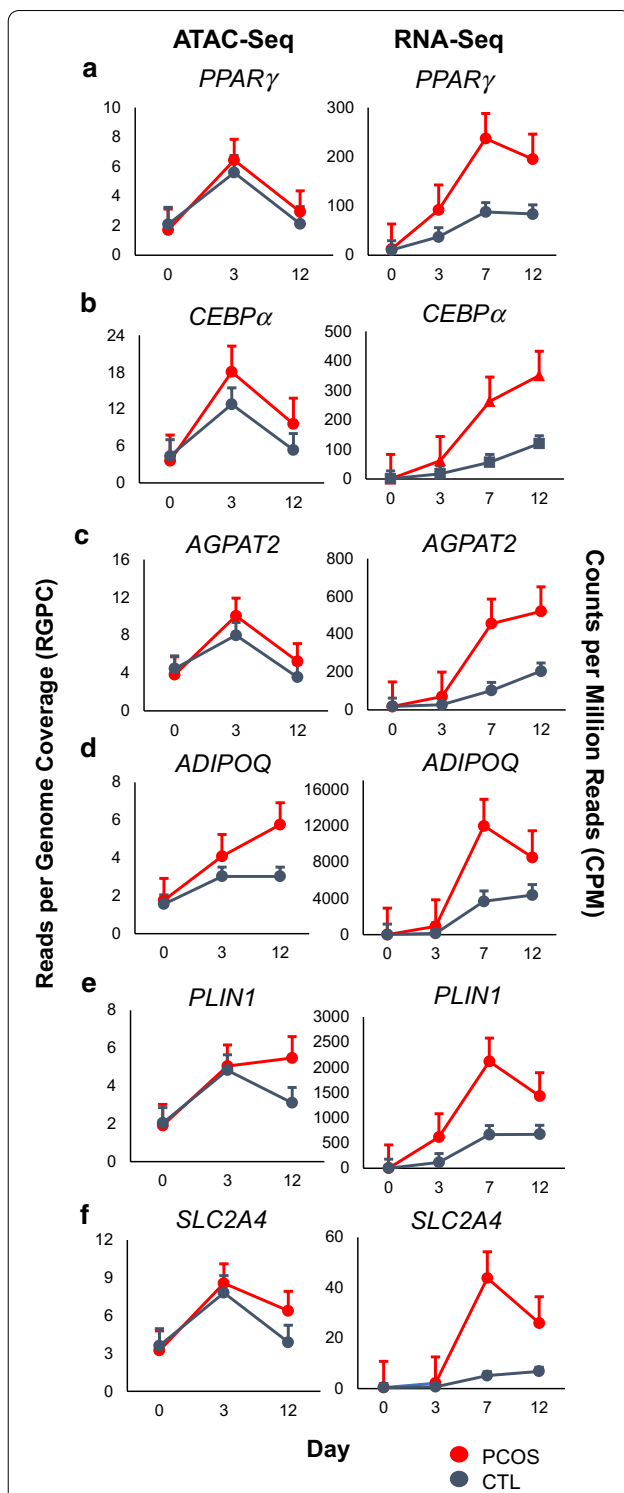 ATAC-Seq RNA-Seq
a PPARγ PPARγ
10
8
6
4
2
0
0 3 12
300
200
100
0
0 3 7 12
b CEBPα CEBPα
24
18
12
6
0
0 3 12
500
400
300
200
100
0
0 3 7 12
c AGPAT2 AGPAT2
16
12
8
4
0
0 3 12
800
600
400
200
0
0 3 7 12
d ADIPOQ ADIPOQ
8
6
4
2
0
0 3 12
16000
12000
8000
4000
0
0 3 7 12
e PLIN1 PLIN1
8
6
4
2
0
0 3 12
3000
2500
2000
1500
1000
500
0
0 3 7 12
f SLC2A4 SLC2A4
12
9
6
3
0
0 3 12
60
40
20
0
0 3 7 12
Reads per Genome Coverage (RGPC)
Counts per Million Reads (CPM)
Day
PCOS
CTL